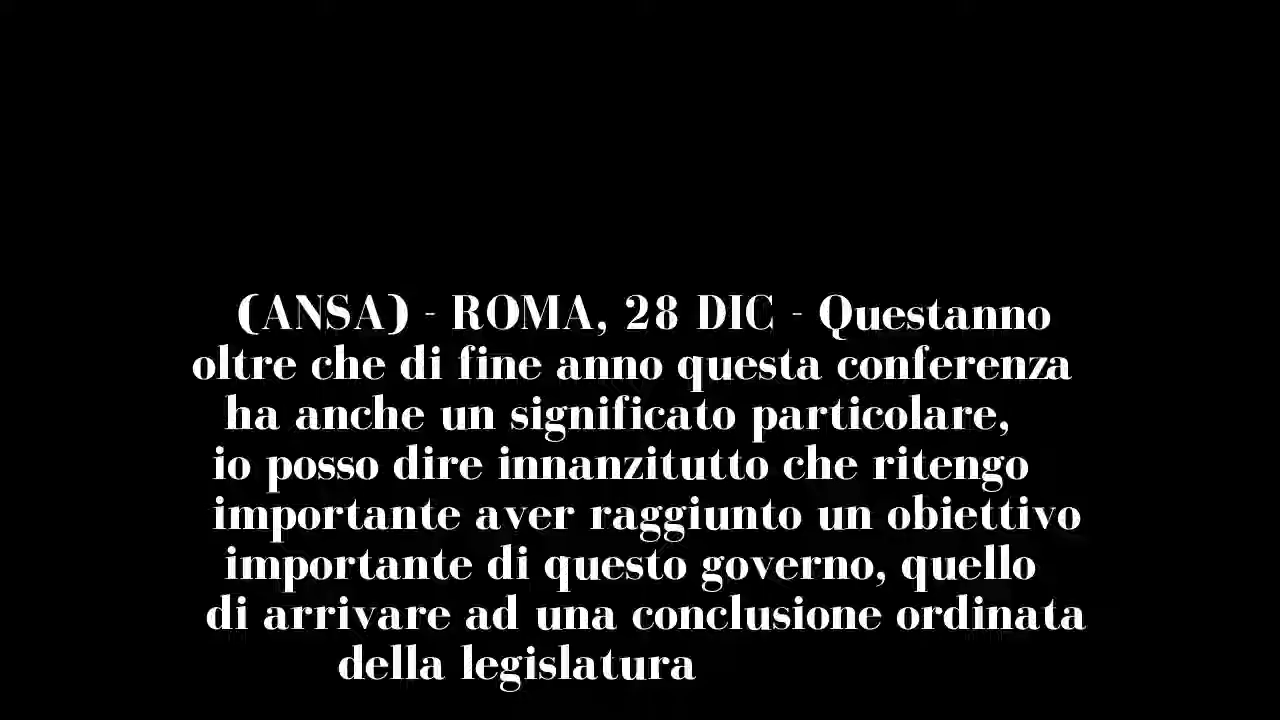 (ANSA) - ROMA, 28 DIC - Questanno
oltre che di fine anno questa conferenza
ha anche un significato particolare,
io posso dire innanzitutto che ritengo
importante aver raggiunto un obiettivo
importante di questo governo, quello
di arrivare ad una conclusione ordinata
della legislatura